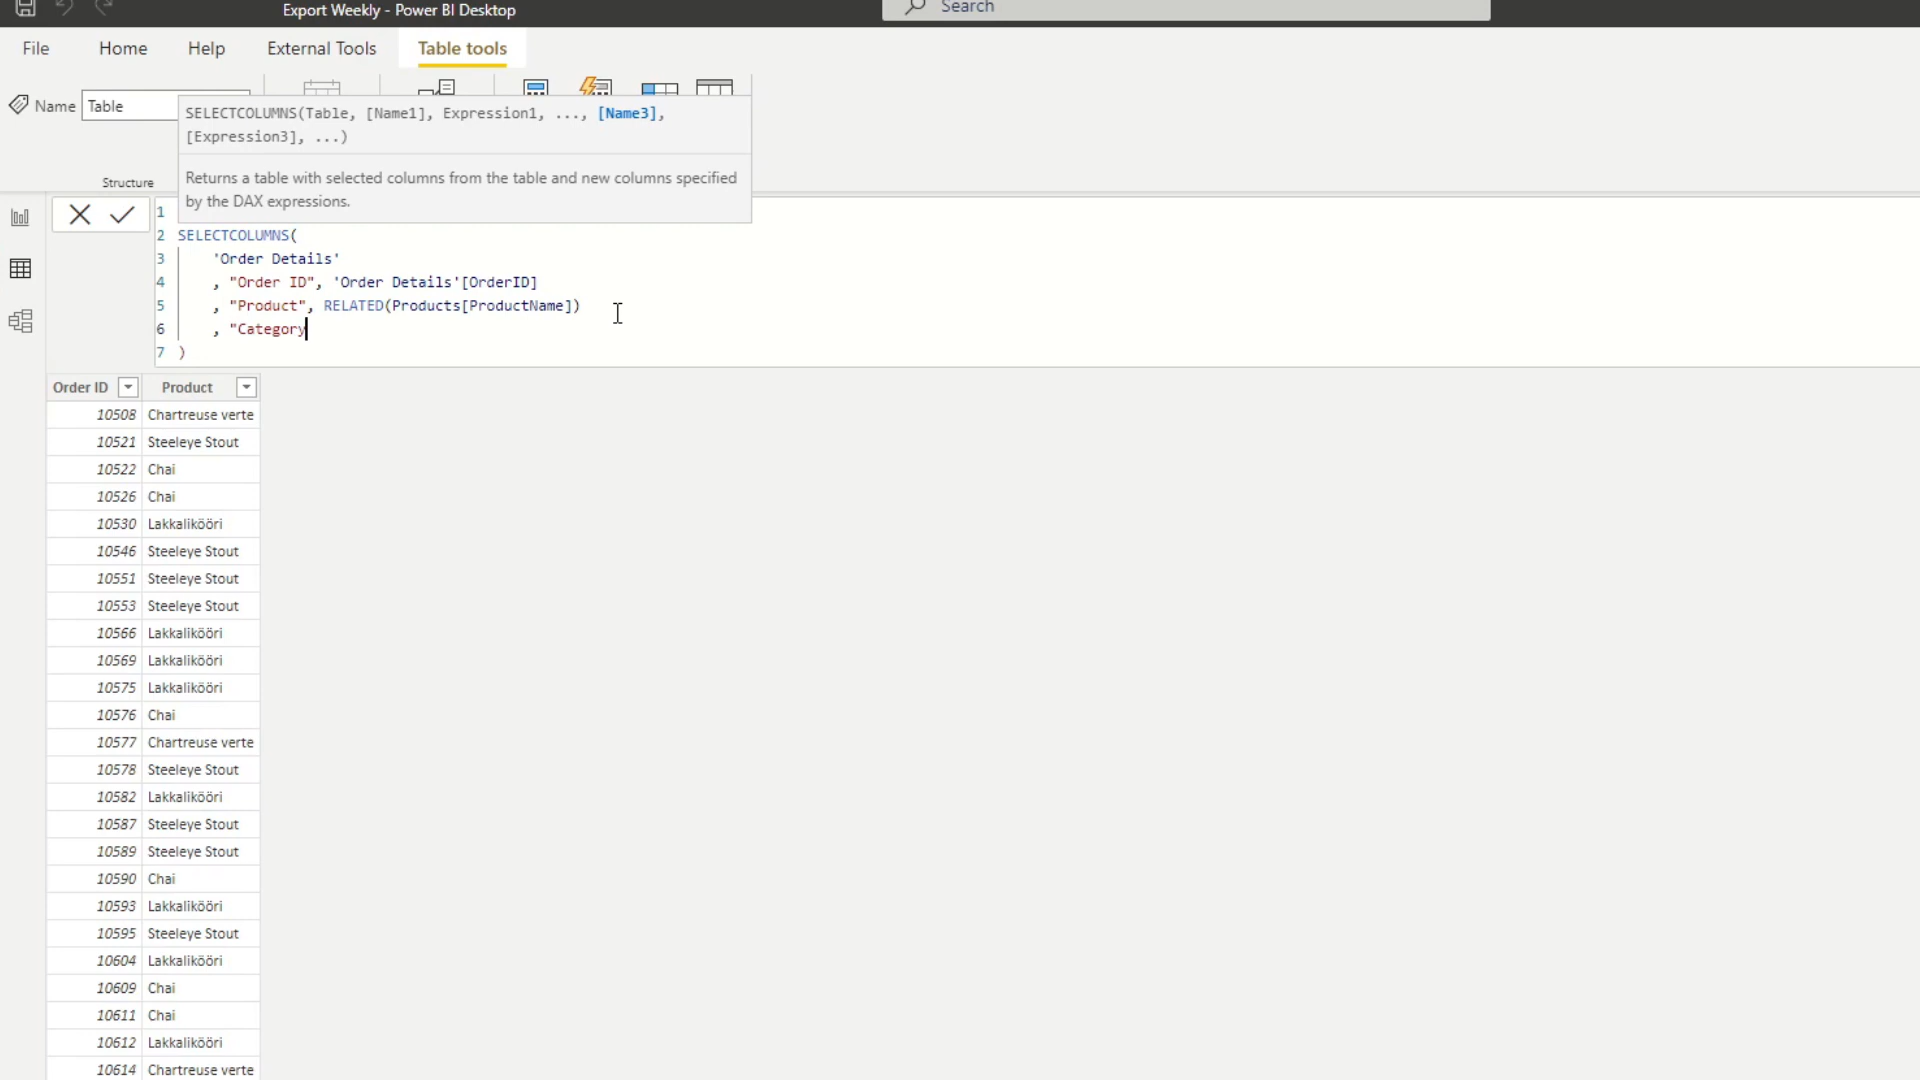 Export Weekly - Power BI Desktop
Search
File Home Help External Tools Table tools
Name Table
Structure
SELECTCOLUMNS(Table, [Name1], Expression1, ..., [Name3],
[Expression3], ...)
Returns a table with selected columns from the table and new columns specified
by the DAX expressions.
1
2 SELECTCOLUMNS(
3 'Order Details'
4 , "Order ID", 'Order Details'[OrderID]
5 , "Product", RELATED(Products[ProductName])
6 , "Category
7 )
Order ID Product
10508 Chartreuse verte
10521 Steeleye Stout
10522 Chai
10526 Chai
10530 Lakkalikööri
10546 Steeleye Stout
10551 Steeleye Stout
10553 Steeleye Stout
10566 Lakkalikööri
10569 Lakkalikööri
10575 Lakkalikööri
10576 Chai
10577 Chartreuse verte
10578 Steeleye Stout
10582 Lakkalikööri
10587 Steeleye Stout
10589 Steeleye Stout
10590 Chai
10593 Lakkalikööri
10595 Steeleye Stout
10604 Lakkalikööri
10609 Chai
10611 Chai
10612 Lakkalikööri
10614 Chartreuse verte